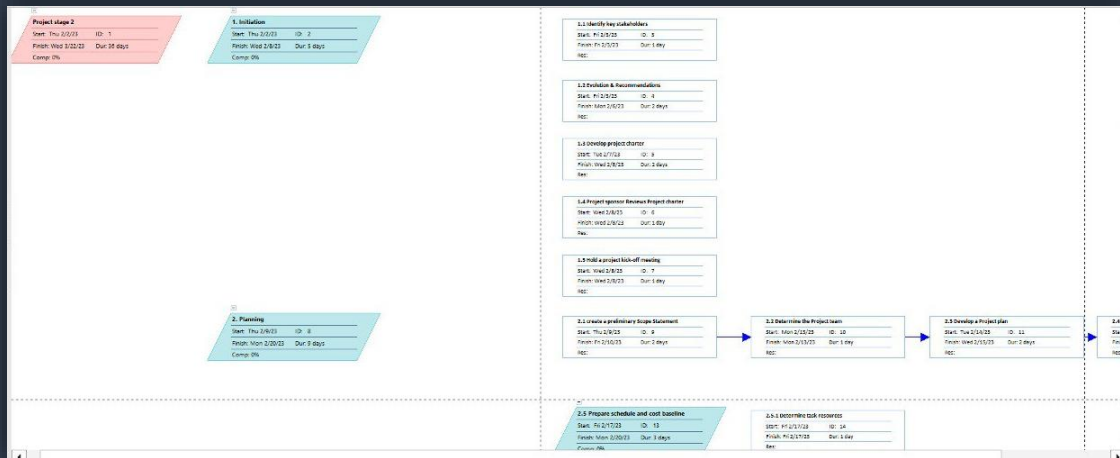 Project stage 2
Start: Thu 2/2/23 ID: 1
Finish: Wed 3/22/23 Dur: 35 days
Comp: 0%
1. Initiation
Start: Thu 2/2/23 ID: 2
Finish: Wed 2/8/23 Dur: 5 days
Comp: 0%
1.1 Identify key stakeholders
Start: Fri 2/3/23 ID: 3
Finish: Fri 2/3/23 Dur: 1 day
Res:
1.2 Evolution & Recommendations
Start: Fri 2/3/23 ID: 4
Finish: Mon 2/6/23 Dur: 2 days
Res:
1.3 Develop project charter
Start: Tue 2/7/23 ID: 5
Finish: Wed 2/8/23 Dur: 2 days
Res:
1.4 Project sponsor Reviews Project charter
Start: Wed 2/8/23 ID: 6
Finish: Wed 2/8/23 Dur: 1 day
Res:
1.5 Hold a project kick-off meeting
Start: Wed 2/8/23 ID: 7
Finish: Wed 2/8/23 Dur: 1 day
Res:
2. Planning
Start: Thu 2/9/23 ID: 8
Finish: Mon 2/20/23 Dur: 8 days
Comp: 0%
2.1 create a preliminary Scope Statement
Start: Thu 2/9/23 ID: 9
Finish: Fri 2/10/23 Dur: 2 days
Res:
2.2 Determine the Project team
Start: Mon 2/13/23 ID: 10
Finish: Mon 2/13/23 Dur: 1 day
Res:
2.3 Develop a Project plan
Start: Tue 2/14/23 ID: 11
Finish: Wed 2/15/23 Dur: 2 days
Res:
2.5 Prepare schedule and cost baseline
Start: Fri 2/17/23 ID: 13
Finish: Mon 2/20/23 Dur: 3 days
Comp: 0%
2.5.1 Determine task resources
Start: Fri 2/17/23 ID: 14
Finish: Fri 2/17/23 Dur: 1 day
Res: